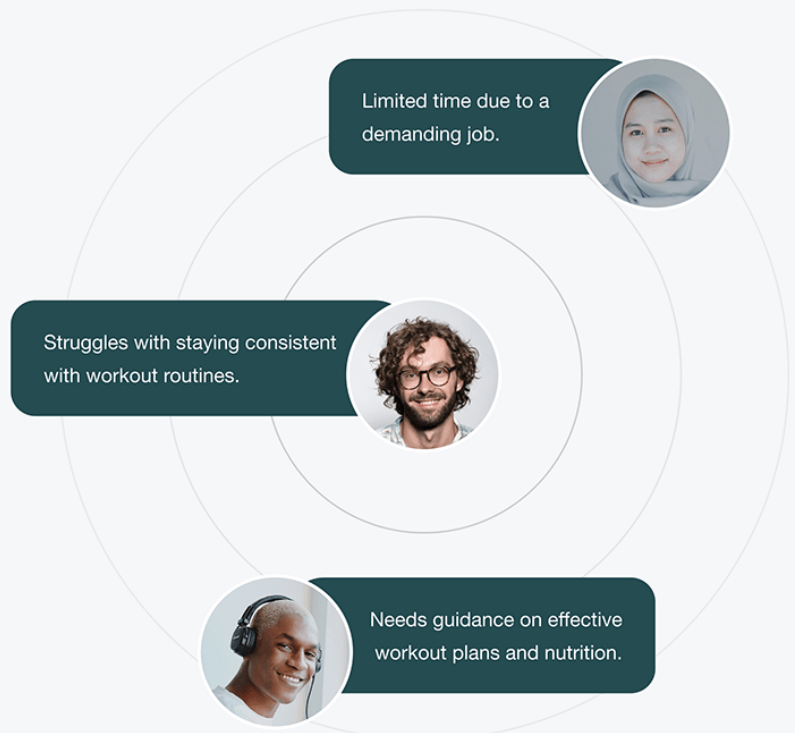 Limited time due to a
demanding job.
Struggles with staying consistent
with workout routines.
Needs guidance on effective
workout plans and nutrition.